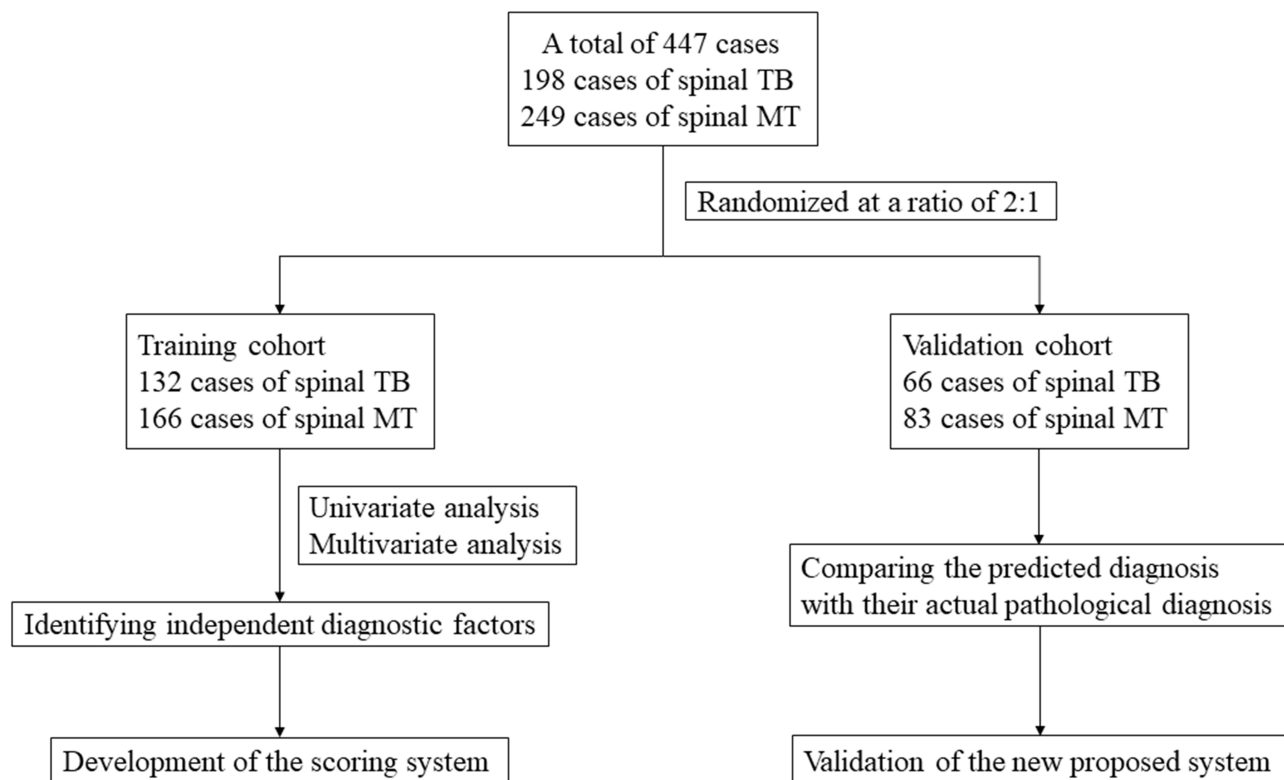 A total of 447 cases
198 cases of spinal TB
249 cases of spinal MT
Randomized at a ratio of 2:1
Training cohort
132 cases of spinal TB
166 cases of spinal MT
Validation cohort
66 cases of spinal TB
83 cases of spinal MT
Univariate analysis
Multivariate analysis
Comparing the predicted diagnosis
with their actual pathological diagnosis
Identifying independent diagnostic factors
Development of the scoring system
Validation of the new proposed system